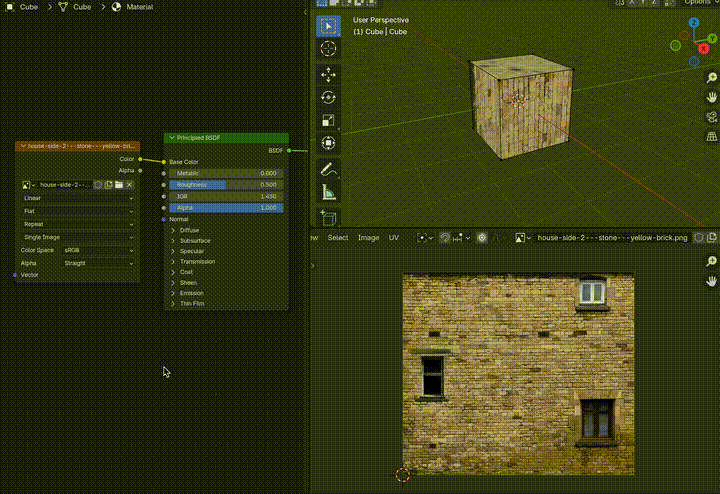 Cube > Cube > Material
Options
User Perspective
(1) Cube | Cube
Z
Y
X
house-side-2---stone---yellow-bri...
Color
Alpha
house-side-2--...
Linear
Flat
Repeat
Single Image
Color Space sRGB
Alpha Straight
Vector
Principled BSDF
BSDF
Base Color
Metallic 0.000
Roughness 0.500
IOR 1.450
Alpha 1.000
Normal
Diffuse
Subsurface
Specular
Transmission
Coat
Sheen
Emission
Thin Film
Select Image UV house-side-2---stone---yellow-brick.png